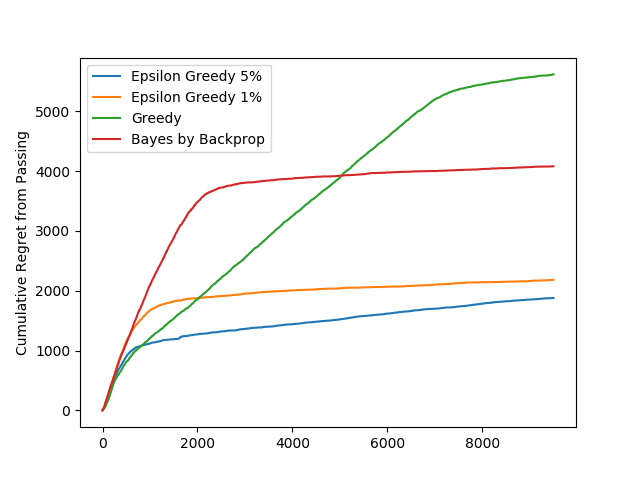 Epsilon Greedy 5%
Epsilon Greedy 1%
Greedy
Bayes by Backprop
Cumulative Regret from Passing
5000
4000
3000
2000
1000
0
0 2000 4000 6000 8000